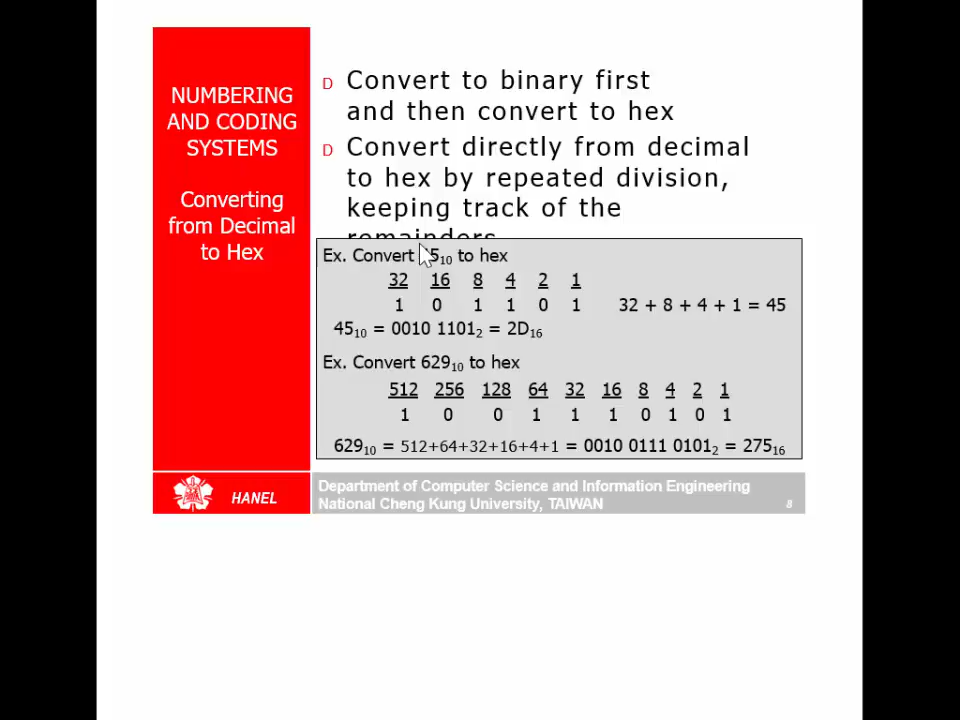 NUMBERING
AND CODING
SYSTEMS
Converting
from Decimal
to Hex
D Convert to binary first
and then convert to hex
D Convert directly from decimal
to hex by repeated division,
keeping track of the
remainders
Ex. Convert 5₁₀ to hex
32 16 8 4 2 1
1 0 1 1 0 1 32 + 8 + 4 + 1 = 45
45₁₀ = 0010 1101₂ = 2D₁₆
Ex. Convert 629₁₀ to hex
512 256 128 64 32 16 8 4 2 1
1 0 0 1 1 1 0 1 0 1
629₁₀ = 512+64+32+16+4+1 = 0010 0111 0101₂ = 275₁₆
HANEL
Department of Computer Science and Information Engineering
National Cheng Kung University, TAIWAN
8